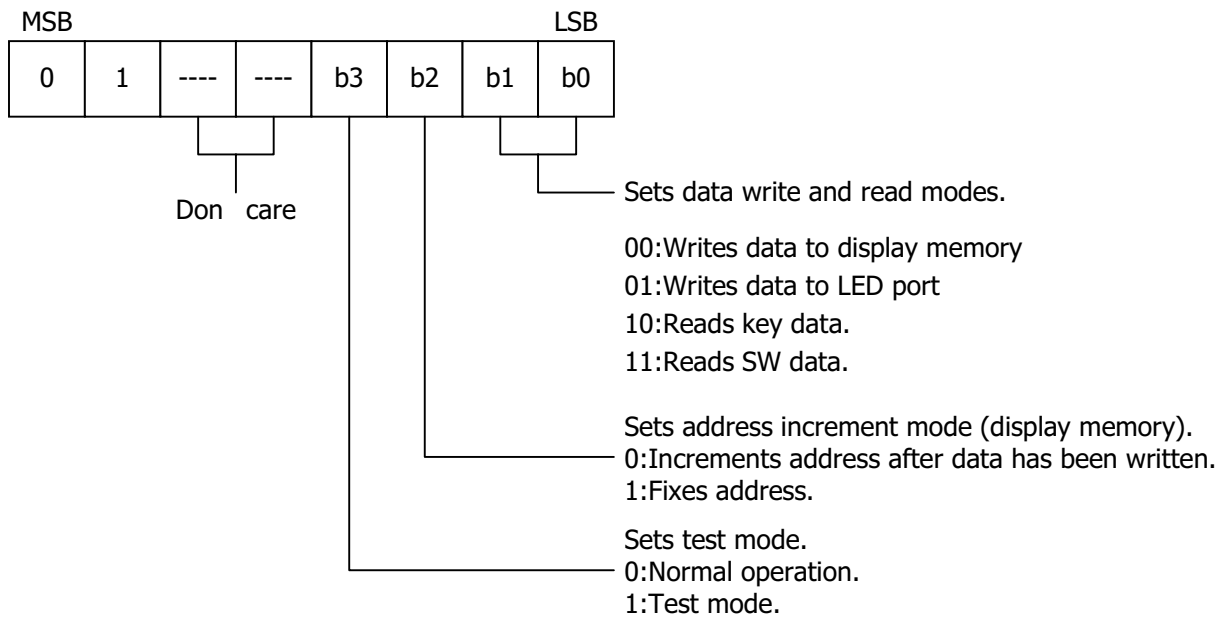 MSB LSB
0 1 ---- ---- b3 b2 b1 b0
Don care
Sets data write and read modes.
00:Writes data to display memory
01:Writes data to LED port
10:Reads key data.
11:Reads SW data.
Sets address increment mode (display memory).
0:Increments address after data has been written.
1:Fixes address.
Sets test mode.
0:Normal operation.
1:Test mode.